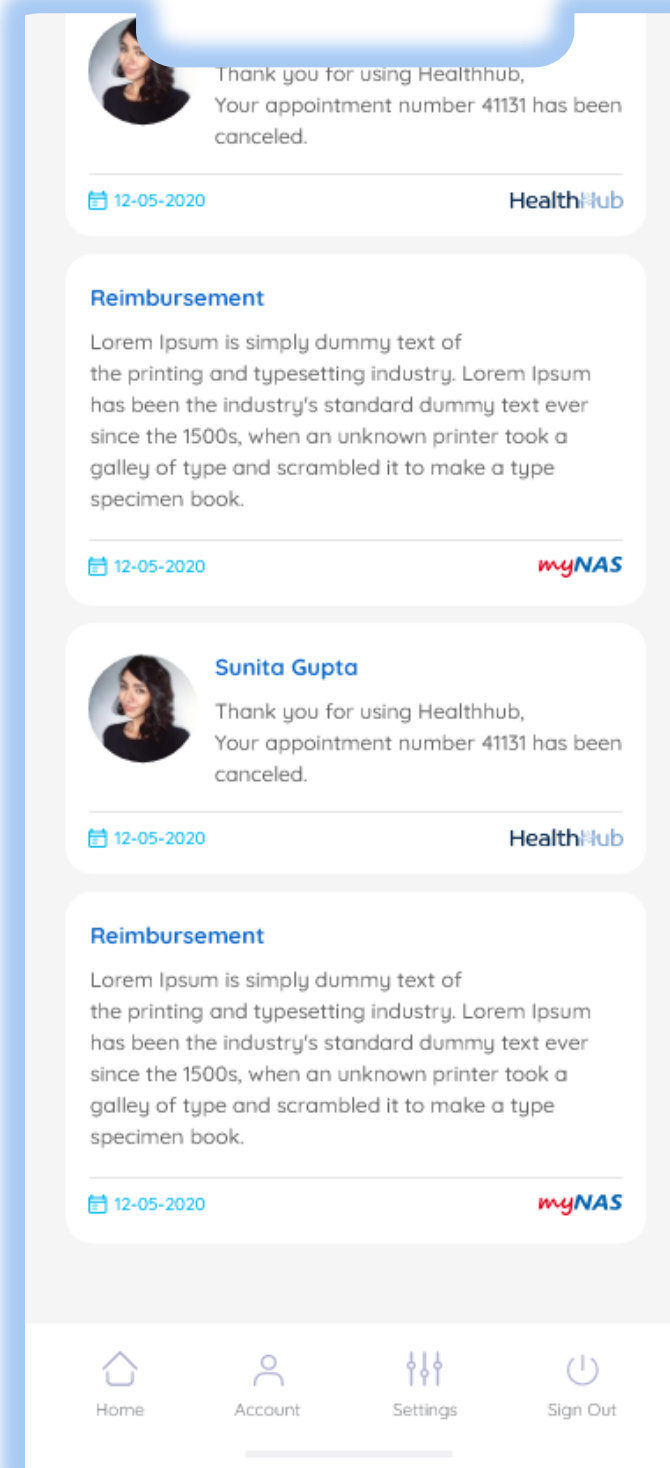 Thank you for using Healthhub,
Your appointment number 41131 has been
canceled.
12-05-2020
HealthHub
Reimbursement
Lorem Ipsum is simply dummy text of
the printing and typesetting industry. Lorem Ipsum
has been the industry's standard dummy text ever
since the 1500s, when an unknown printer took a
galley of type and scrambled it to make a type
specimen book.
12-05-2020
myNAS
Sunita Gupta
Thank you for using Healthhub,
Your appointment number 41131 has been
canceled.
12-05-2020
HealthHub
Reimbursement
Lorem Ipsum is simply dummy text of
the printing and typesetting industry. Lorem Ipsum
has been the industry's standard dummy text ever
since the 1500s, when an unknown printer took a
galley of type and scrambled it to make a type
specimen book.
12-05-2020
myNAS
Home
Account
Settings
Sign Out